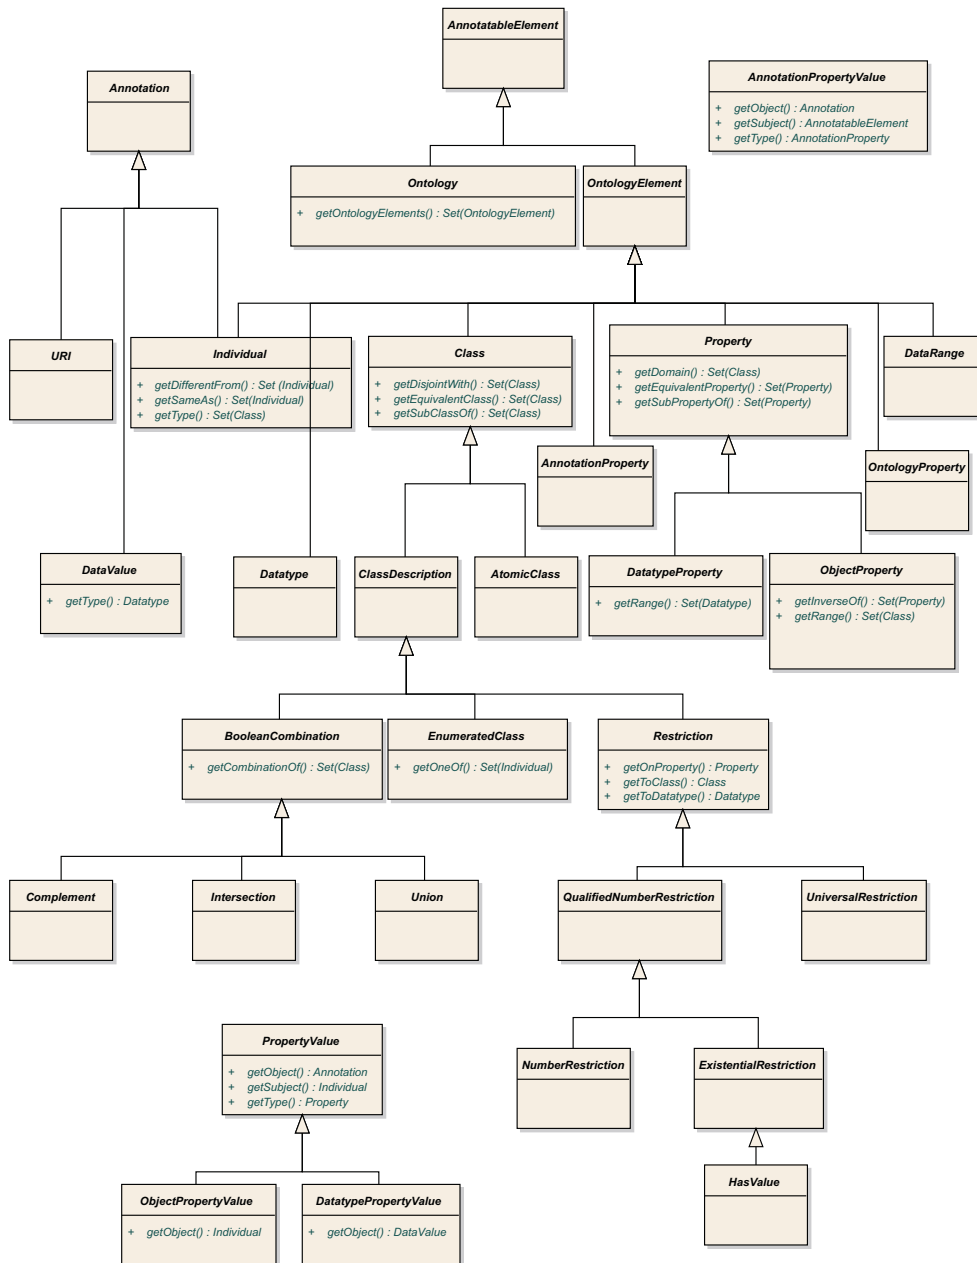 AnnotatableElement
Annotation
AnnotationPropertyValue
+ getObject() : Annotation
+ getSubject() : AnnotatableElement
+ getType() : AnnotationProperty
Ontology
+ getOntologyElements() : Set(OntologyElement)
OntologyElement
URI
Individual
+ getDifferentFrom() : Set (Individual)
+ getSameAs() : Set(Individual)
+ getType() : Set(Class)
Class
+ getDisjointWith() : Set(Class)
+ getEquivalentClass() : Set(Class)
+ getSubClassOf() : Set(Class)
Property
+ getDomain() : Set(Class)
+ getEquivalentProperty() : Set(Property)
+ getSubPropertyOf() : Set(Property)
DataRange
AnnotationProperty
OntologyProperty
DataValue
+ getType() : Datatype
Datatype
ClassDescription
AtomicClass
DatatypeProperty
+ getRange() : Set(Datatype)
ObjectProperty
+ getInverseOf() : Set(Property)
+ getRange() : Set(Class)
BooleanCombination
+ getCombinationOf() : Set(Class)
EnumeratedClass
+ getOneOf() : Set(Individual)
Restriction
+ getOnProperty() : Property
+ getToClass() : Class
+ getToDatatype() : Datatype
Complement
Intersection
Union
QualifiedNumberRestriction
UniversalRestriction
PropertyValue
+ getObject() : Annotation
+ getSubject() : Individual
+ getType() : Property
NumberRestriction
ExistentialRestriction
ObjectPropertyValue
+ getObject() : Individual
DatatypePropertyValue
+ getObject() : DataValue
HasValue